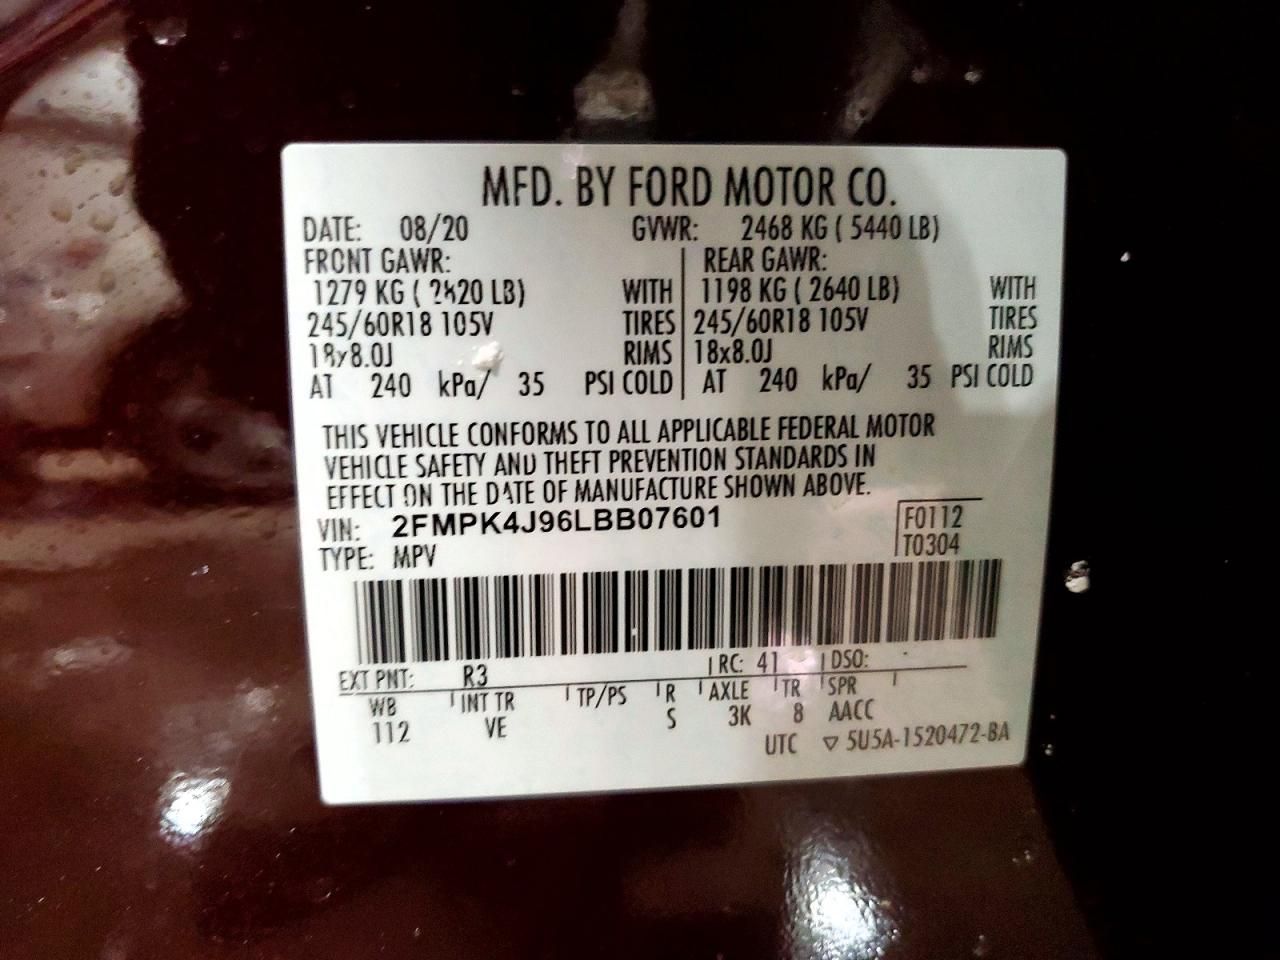 MFD. BY FORD MOTOR CO.
DATE: 08/20 GVWR: 2468 KG ( 5440 LB)
FRONT GAWR: REAR GAWR:
1279 KG ( 2820 LB) WITH 1198 KG ( 2640 LB) WITH
245/60R18 105V TIRES 245/60R18 105V TIRES
18x8.0J RIMS 18x8.0J RIMS
AT 240 kPa/ 35 PSI COLD AT 240 kPa/ 35 PSI COLD
THIS VEHICLE CONFORMS TO ALL APPLICABLE FEDERAL MOTOR
VEHICLE SAFETY AND THEFT PREVENTION STANDARDS IN
EFFECT ON THE DATE OF MANUFACTURE SHOWN ABOVE.
VIN: 2FMPK4J96LBB07601 F0112
TYPE: MPV T0304
EXT PNT: R3 RC: 41 DSO:
WB INT TR TP/PS R AXLE TR SPR
112 VE S 3K 8 AACC
UTC ▽ 5U5A-1520472-BA